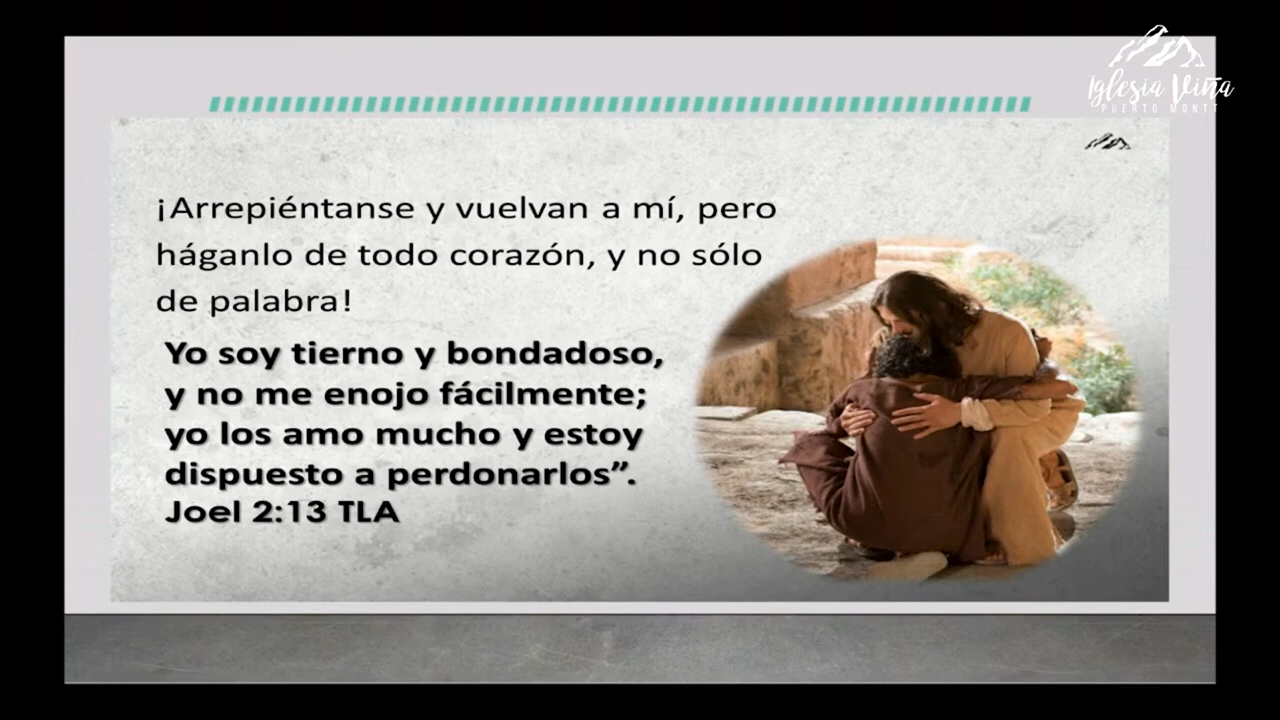 Iglesia Viña
PUERTO MONTT
¡Arrepiéntanse y vuelvan a mí, pero
háganlo de todo corazón, y no sólo
de palabra!
Yo soy tierno y bondadoso,
y no me enojo fácilmente;
yo los amo mucho y estoy
dispuesto a perdonarlos”.
Joel 2:13 TLA